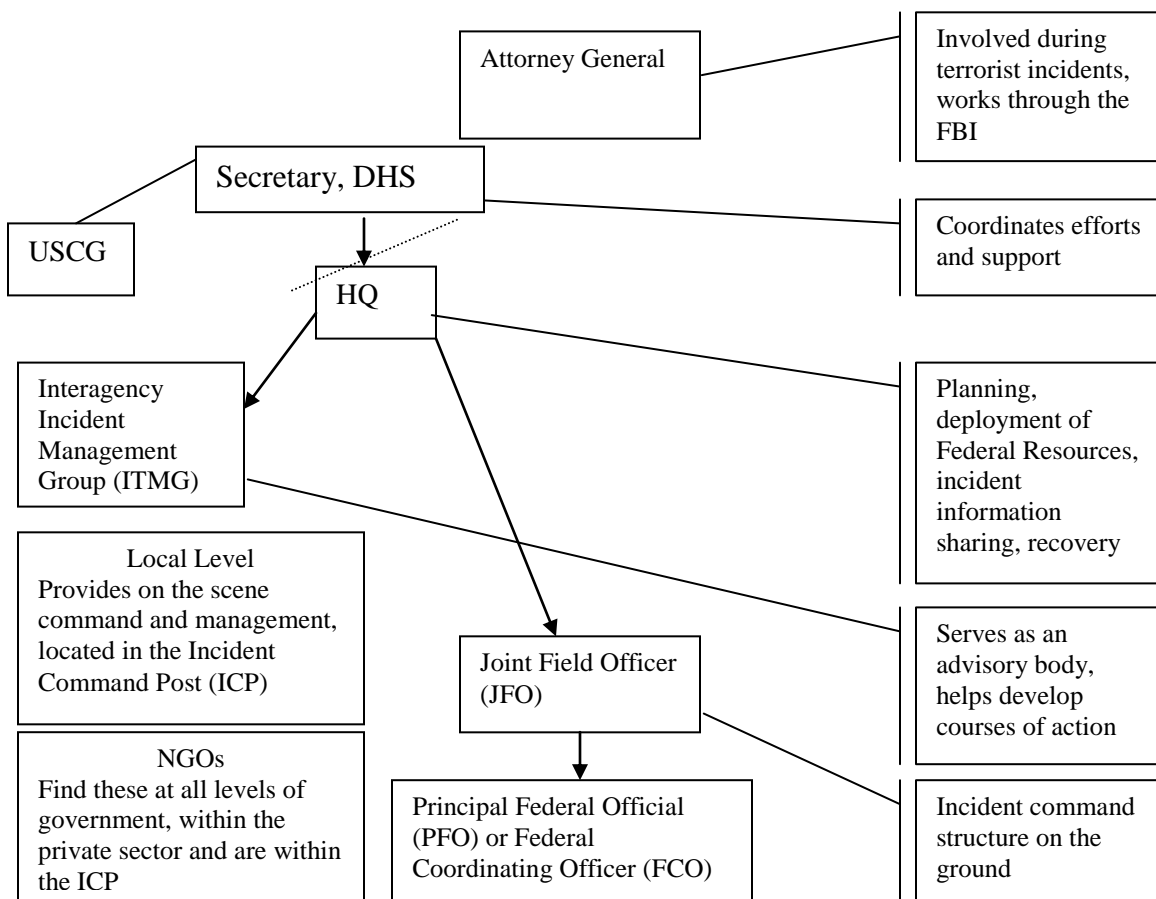 Attorney General
Involved during
terrorist incidents,
works through the
FBI
Secretary, DHS
USCG
Coordinates efforts
and support
HQ
Interagency
Incident
Management
Group (ITMG)
Planning,
deployment of
Federal Resources,
incident
information
sharing, recovery
Local Level
Provides on the scene
command and management,
located in the Incident
Command Post (ICP)
Joint Field Officer
(JFO)
Serves as an
advisory body,
helps develop
courses of action
NGOs
Find these at all levels of
government, within the
private sector and are within
the ICP
Principal Federal Official
(PFO) or Federal
Coordinating Officer (FCO)
Incident command
structure on the
ground